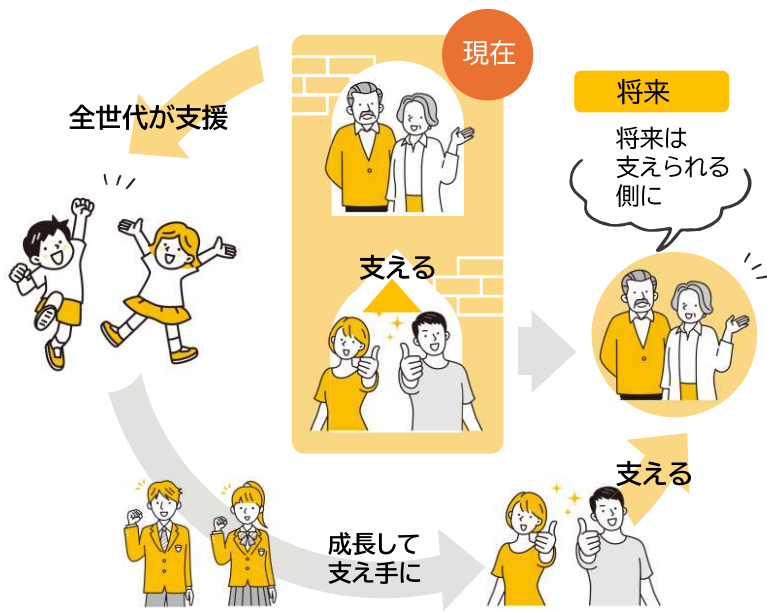 現在
全世代が支援
支える
将来
将来は
支えられる
側に
支える
成長して
支え手に